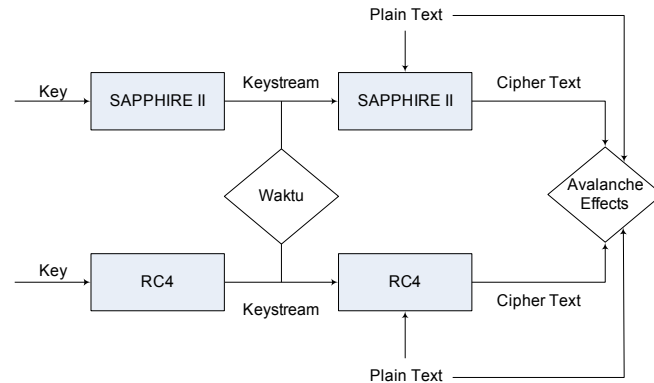 Plain Text
Key
SAPPHIRE II
Keystream
SAPPHIRE II
Cipher Text
Waktu
Avalanche
Effects
Key
RC4
Keystream
RC4
Cipher Text
Plain Text